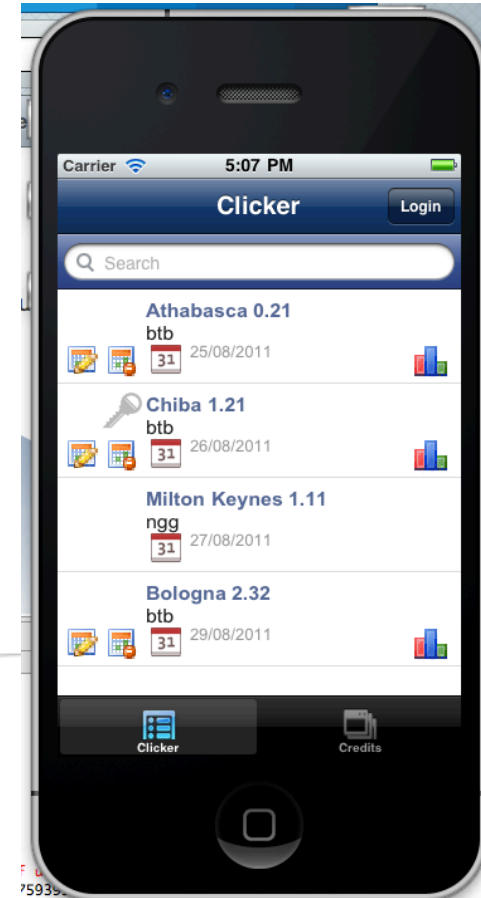 Carrier 5:07 PM
Clicker Login
Search
Athabasca 0.21
btb
31 25/08/2011
Chiba 1.21
btb
31 26/08/2011
Milton Keynes 1.11
ngg
31 27/08/2011
Bologna 2.32
btb
31 29/08/2011
Clicker Credits